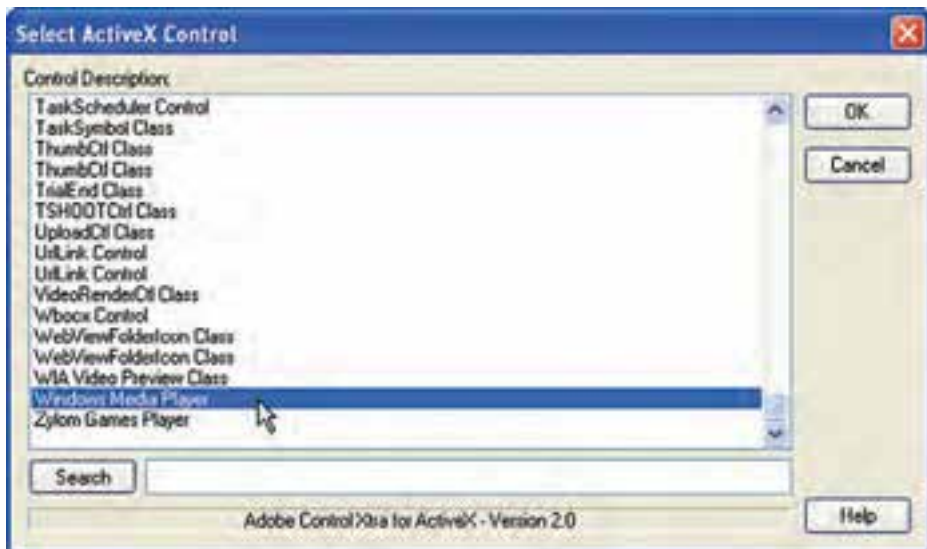 Select ActiveX Control
Control Description:
TaskScheduler Control
TaskSymbol Class
ThumbCtl Class
ThumbCtl Class
TrialEnd Class
TSHOOTCtrl Class
UploadCtl Class
UrlLink Control
UrlLink Control
VideoRenderCtl Class
Wbocx Control
WebViewFolderIcon Class
WebViewFolderIcon Class
WIA Video Preview Class
Windows Media Player
Zylom Games Player
OK
Cancel
Search
Adobe Control Xtra for ActiveX - Version 2.0
Help